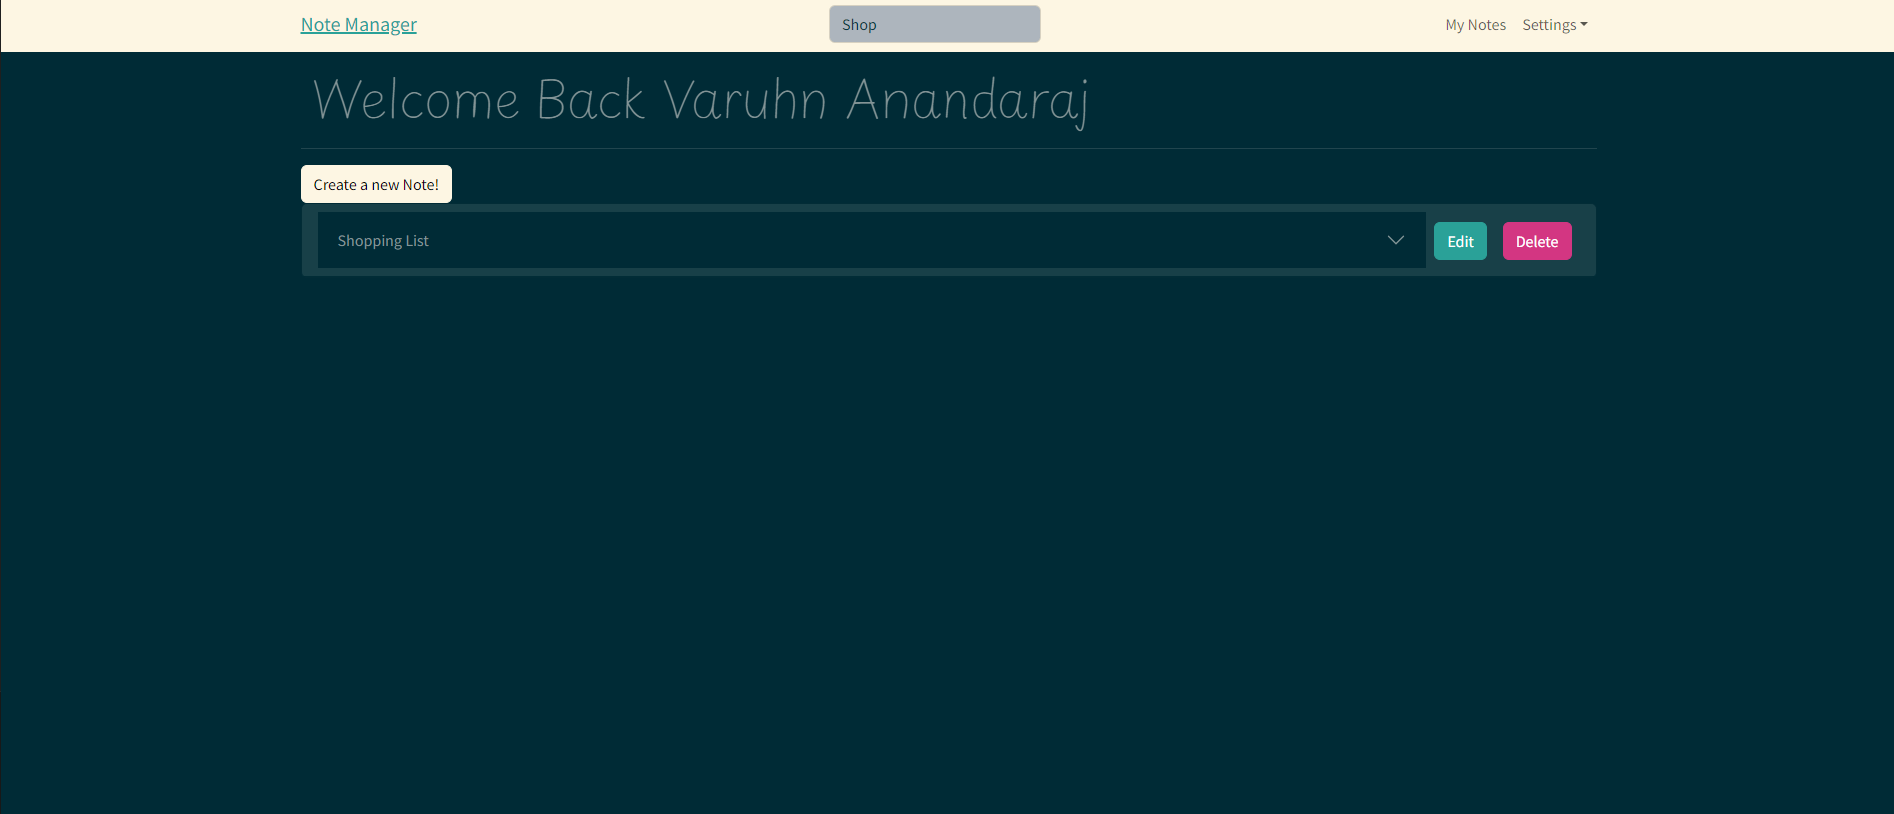 Note Manager
Shop
My Notes
Settings
Welcome Back Varuhn Anandaraj
Create a new Note!
Shopping List
Edit
Delete